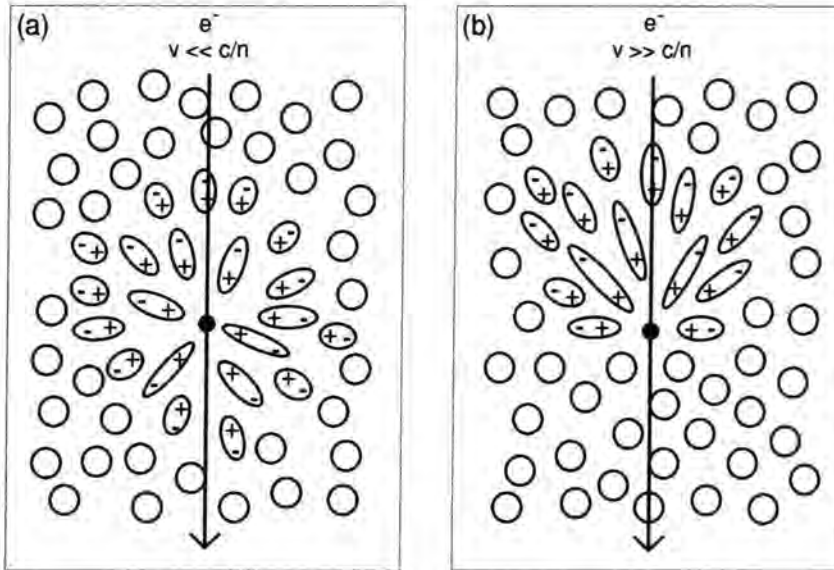 (a)
e⁻
v << c/n
(b)
e⁻
v >> c/n